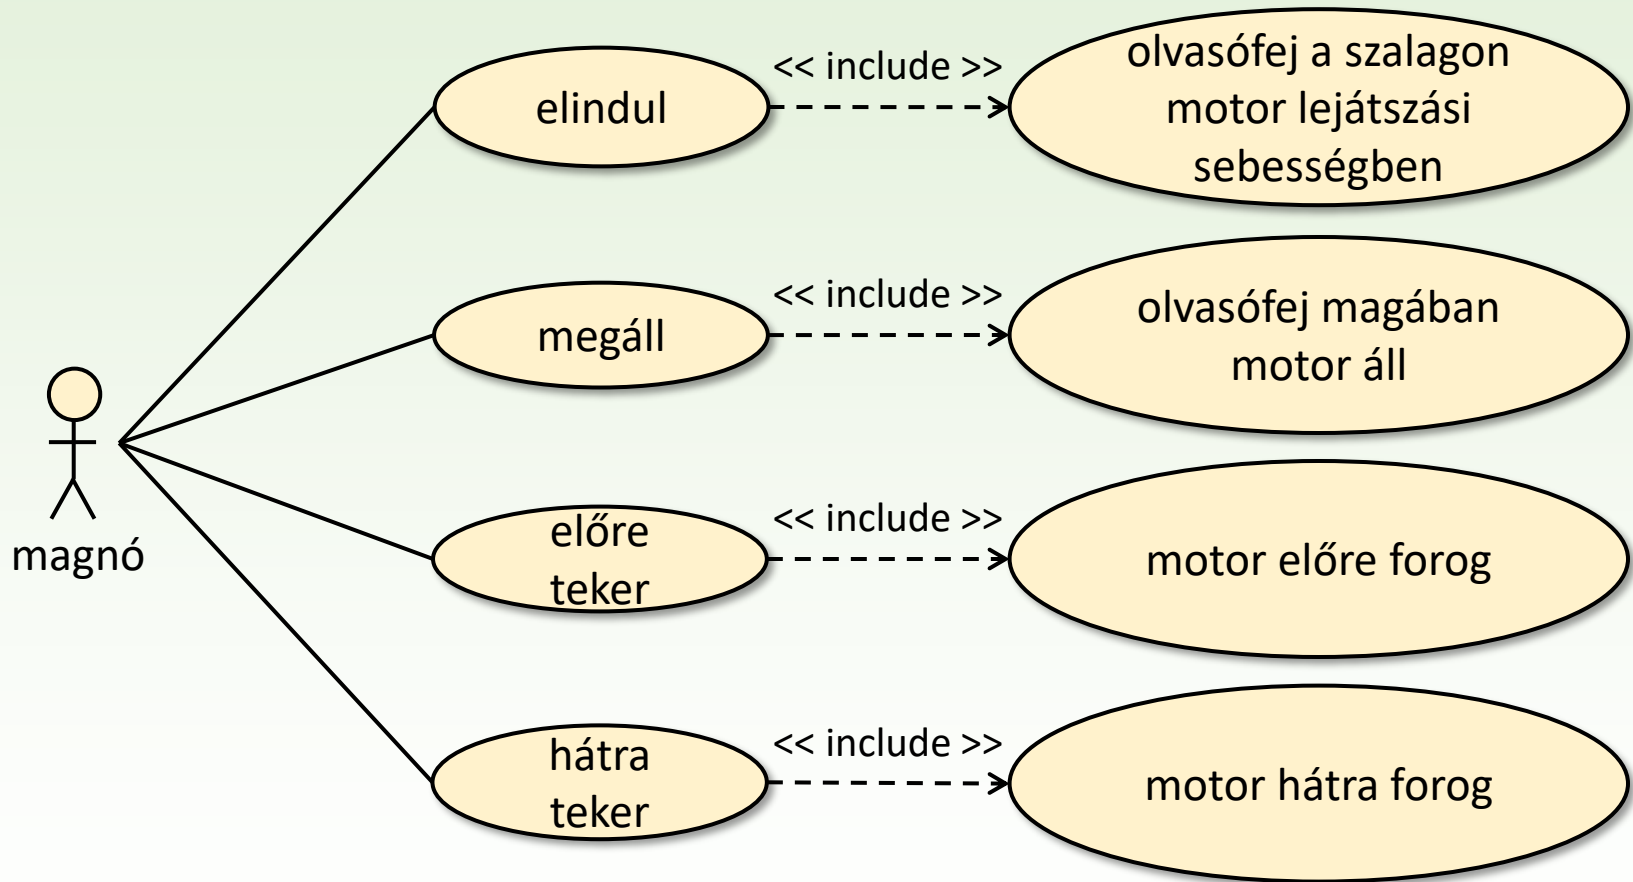 << include >>
elindul
olvasófej a szalagon
motor lejátszási
sebességben
<< include >>
megáll
olvasófej magában
motor áll
magnó
<< include >>
előre
teker
motor előre forog
<< include >>
hátra
teker
motor hátra forog